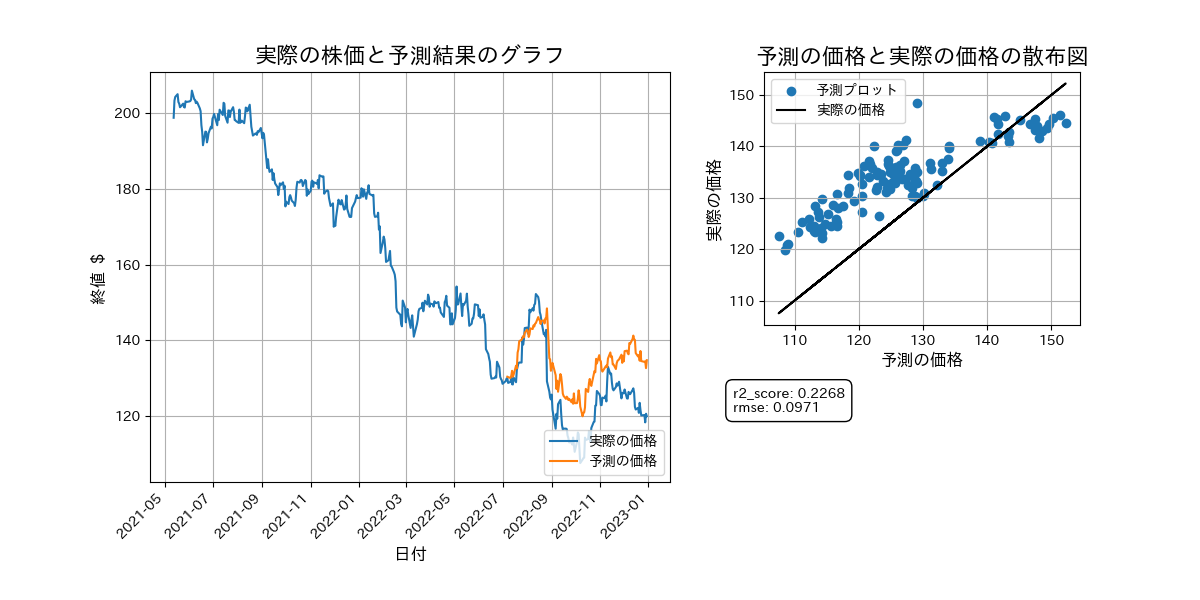 実際の株価と予測結果のグラフ
終値 $
200
180
160
140
120
2021-05
2021-07
2021-09
2021-11
2022-01
2022-03
2022-05
2022-07
2022-09
2022-11
2023-01
日付
実際の価格
予測の価格
予測の価格と実際の価格の散布図
実際の価格
150
140
130
120
110
予測プロット
実際の価格
110
120
130
140
150
予測の価格
r2_score: 0.2268
rmse: 0.0971